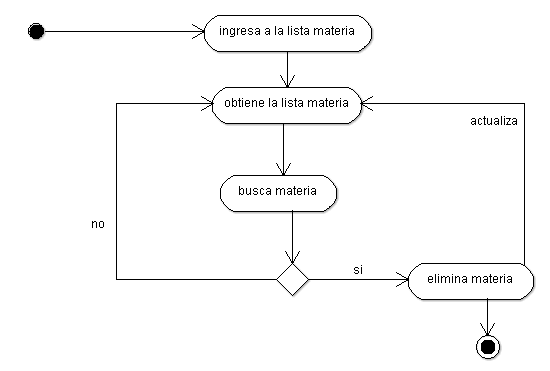 ingresa a la lista materia
obtiene la lista materia
actualiza
busca materia
no
si
elimina materia